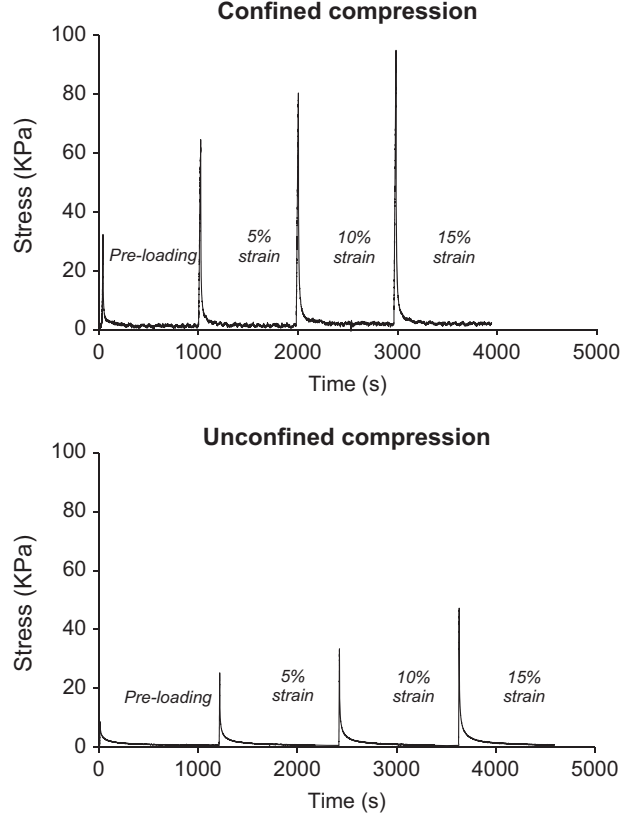 Confined compression
100
80
60
40
20
0
Stress (KPa)
Pre-loading
5%
strain
10%
strain
15%
strain
0 1000 2000 3000 4000 5000
Time (s)
Unconfined compression
100
80
60
40
20
0
Stress (KPa)
Pre-loading
5%
strain
10%
strain
15%
strain
0 1000 2000 3000 4000 5000
Time (s)